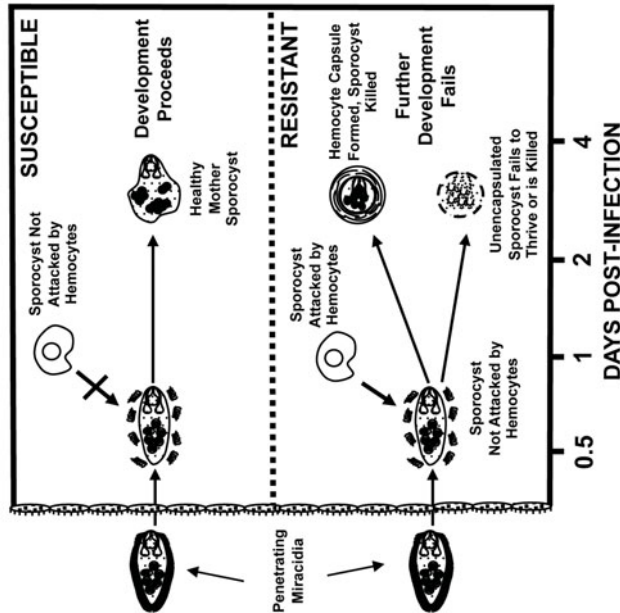 SUSCEPTIBLE
Sporocyst Not
Attacked by
Hemocytes
Development
Proceeds
Healthy
Mother
Sporocyst
Penetrating
Miracidia
RESISTANT
Sporocyst
Attacked by
Hemocytes
Hemocyte Capsule
Formed, Sporocyst
Killed
Further
Development
Fails
Sporocyst
Not Attacked by
Hemocytes
Unencapsulated
Sporocyst Fails to
Thrive or is Killed
0.5
1
2
4
DAYS POST-INFECTION